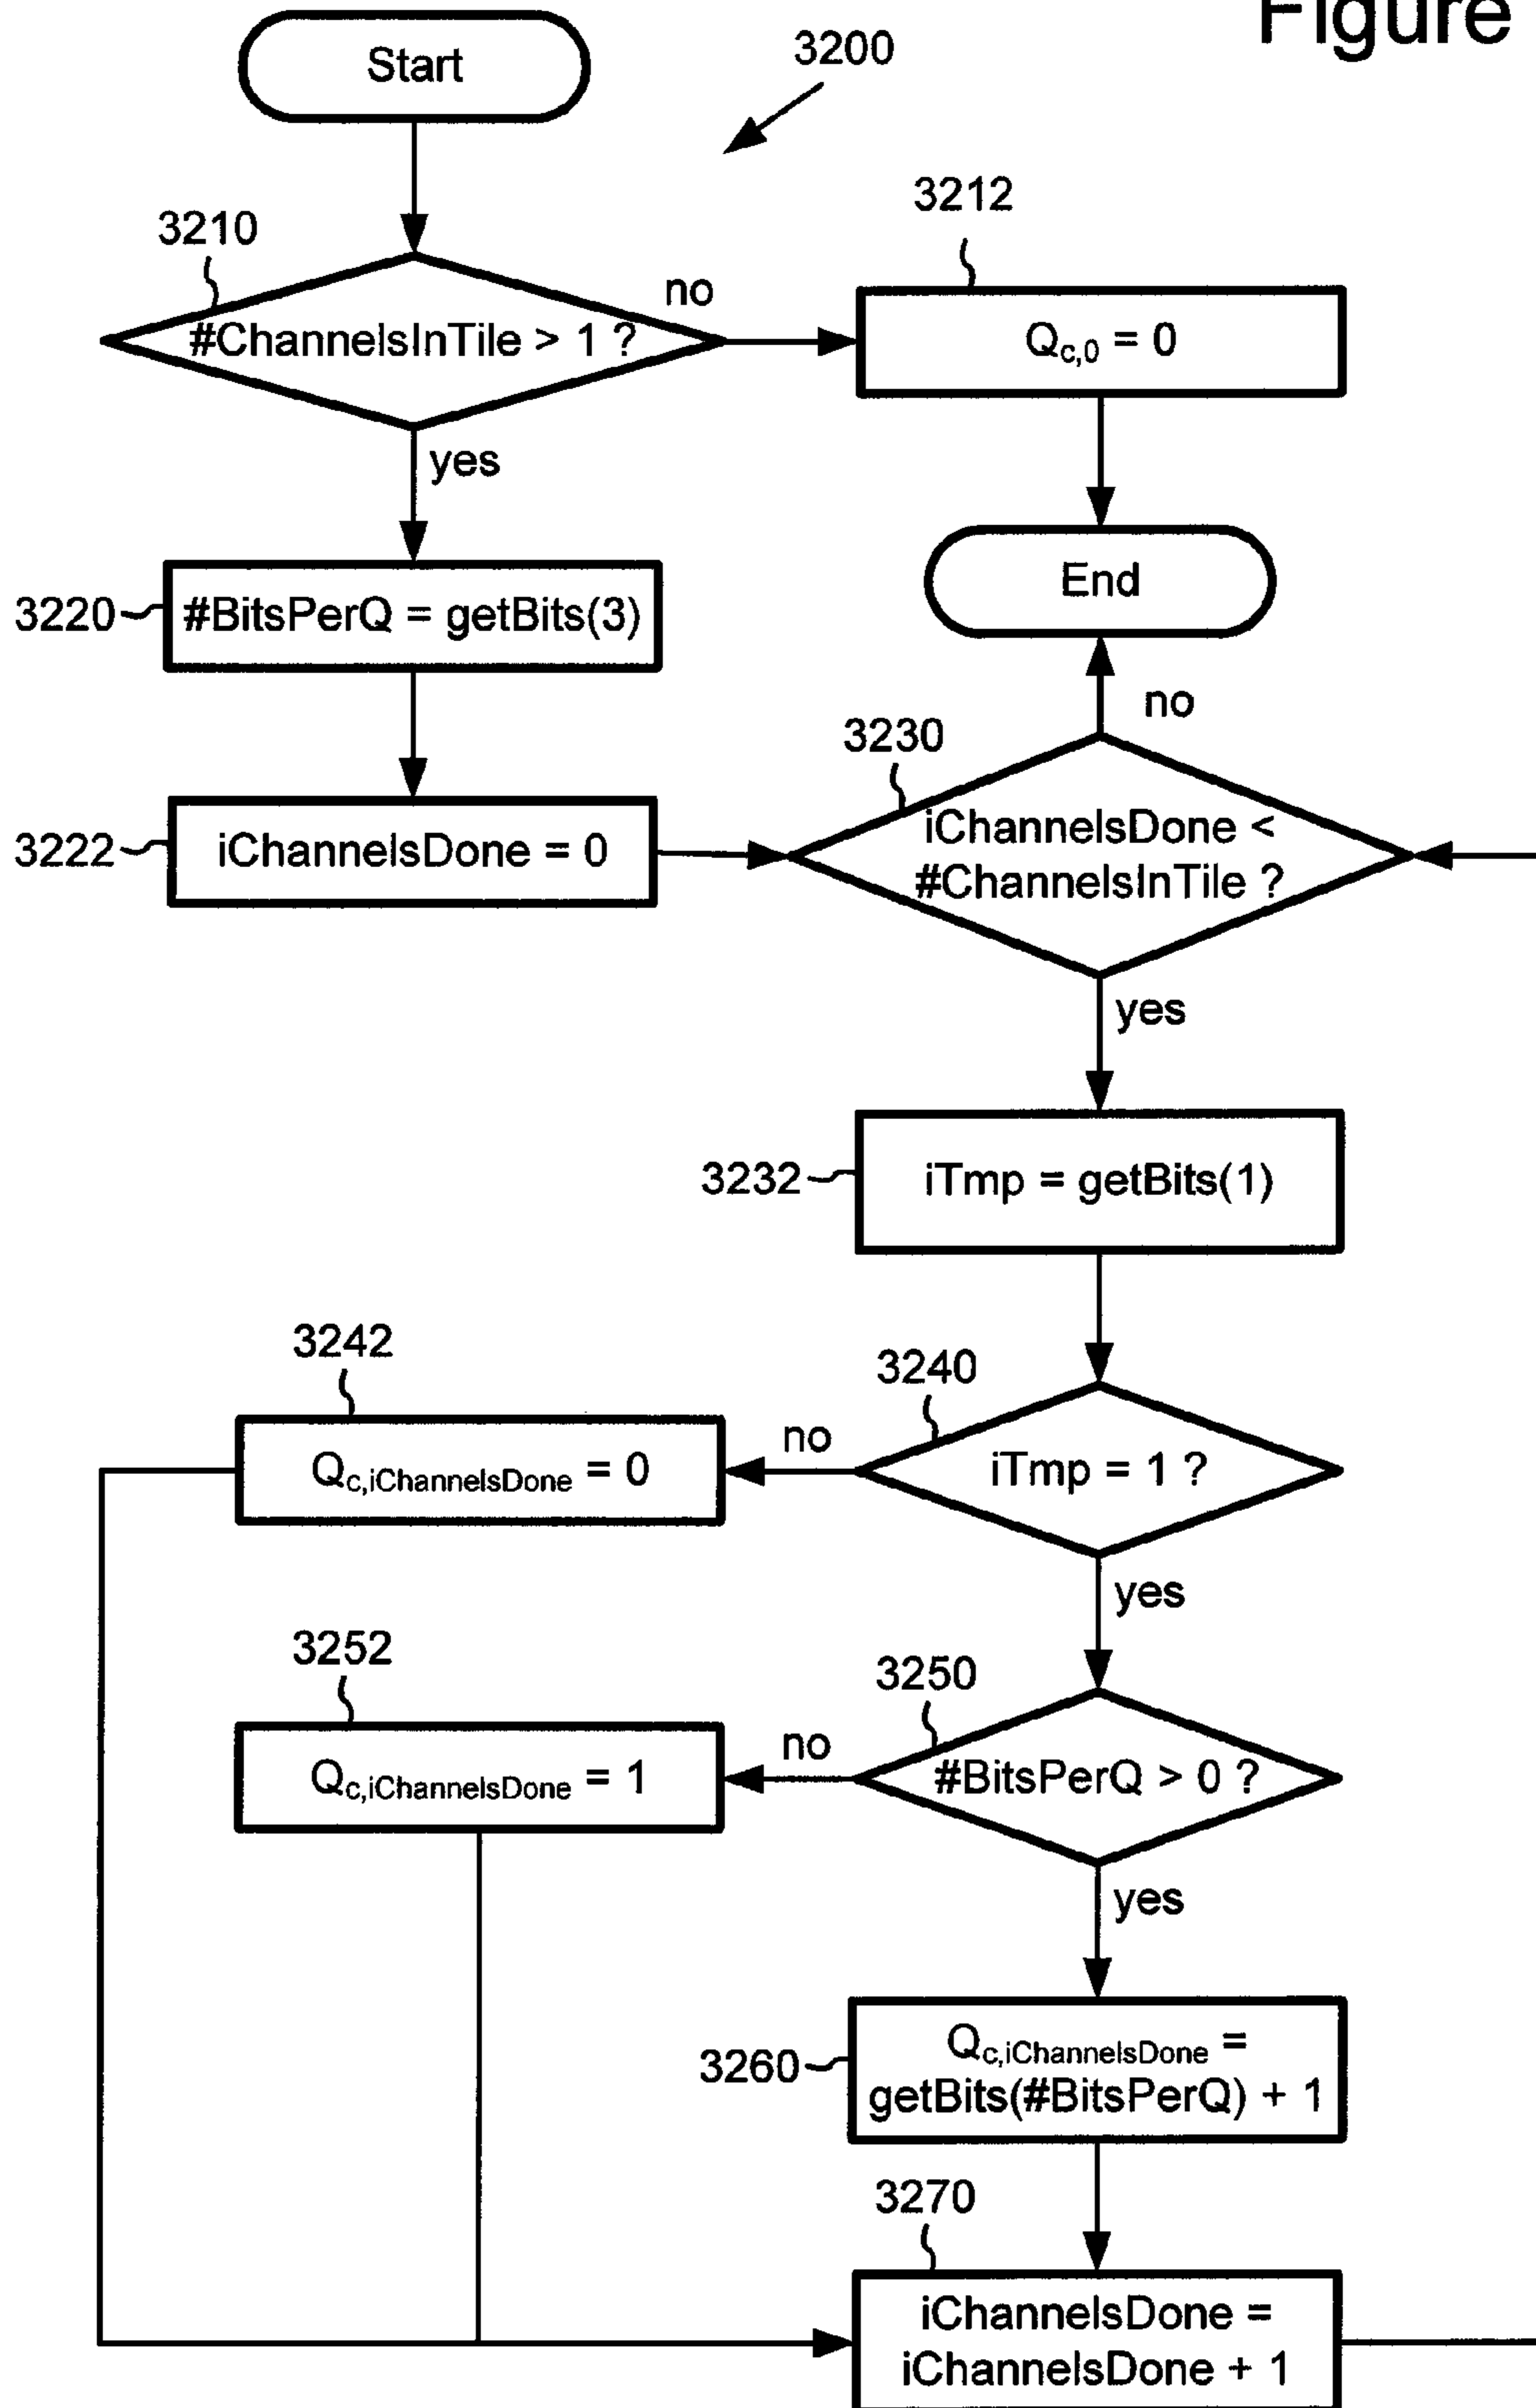 Figure
Start
3200
3210
3212
#ChannelsInTile > 1 ?
no
Qc,0 = 0
yes
End
3220
#BitsPerQ = getBits(3)
no
3230
3222
iChannelsDone = 0
iChannelsDone <
#ChannelsInTile ?
yes
3232
iTmp = getBits(1)
3242
3240
Qc,iChannelsDone = 0
no
iTmp = 1 ?
yes
3252
3250
Qc,iChannelsDone = 1
no
#BitsPerQ > 0 ?
yes
3260
Qc,iChannelsDone =
getBits(#BitsPerQ) + 1
3270
iChannelsDone =
iChannelsDone + 1